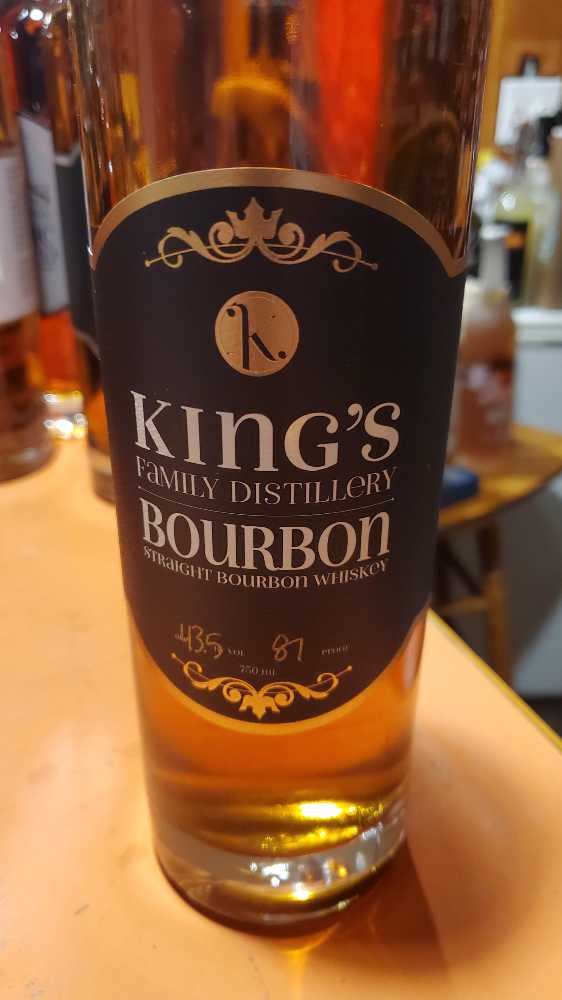 k.
KING'S
FAMILY DISTILLERY
BOURBON
STRAIGHT BOURBON WHISKEY
43.5 VOL 87 PROOF
750 ml